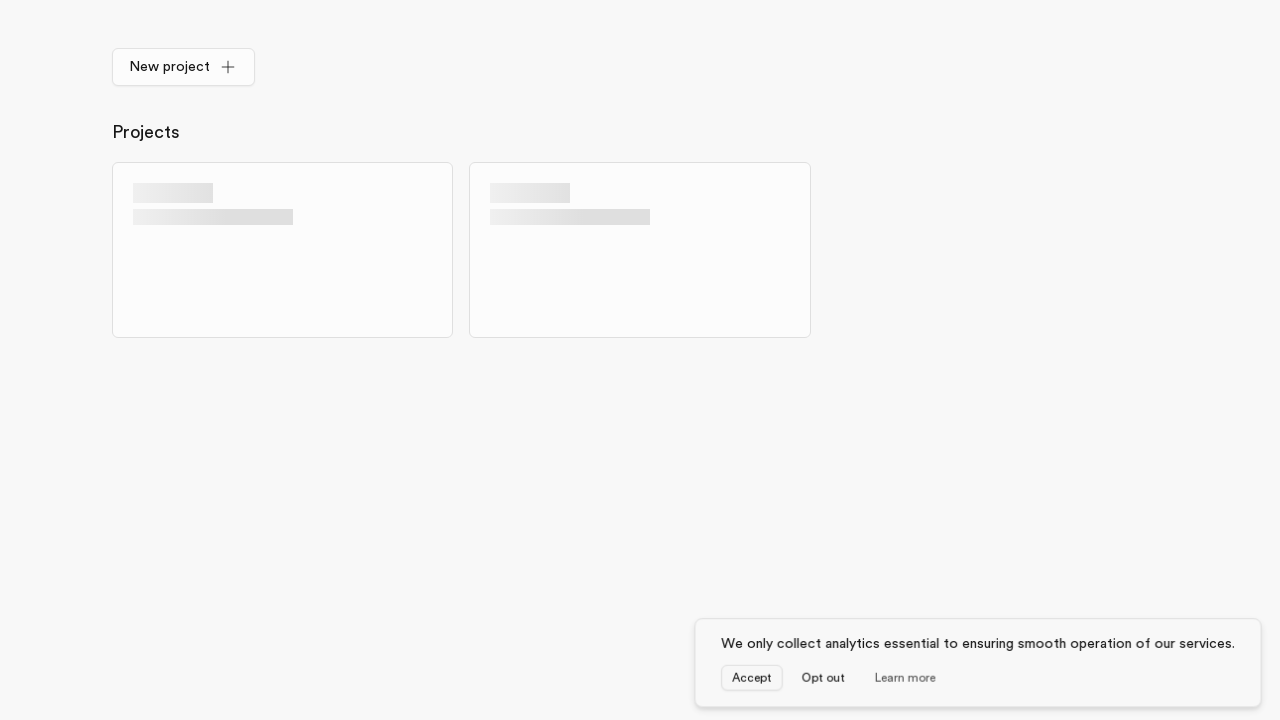 New project
Projects
We only collect analytics essential to ensuring smooth operation of our services.
Accept
Opt out
Learn more